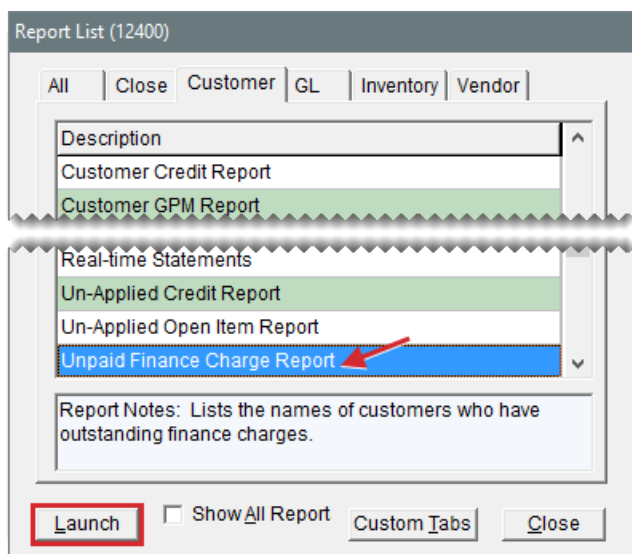 Report List (12400)
All Close Customer GL Inventory Vendor
Description
Customer Credit Report
Customer GPM Report
Real-time Statements
Un-Applied Credit Report
Un-Applied Open Item Report
Unpaid Finance Charge Report
Report Notes: Lists the names of customers who have
outstanding finance charges.
Launch Show All Report Custom Tabs Close